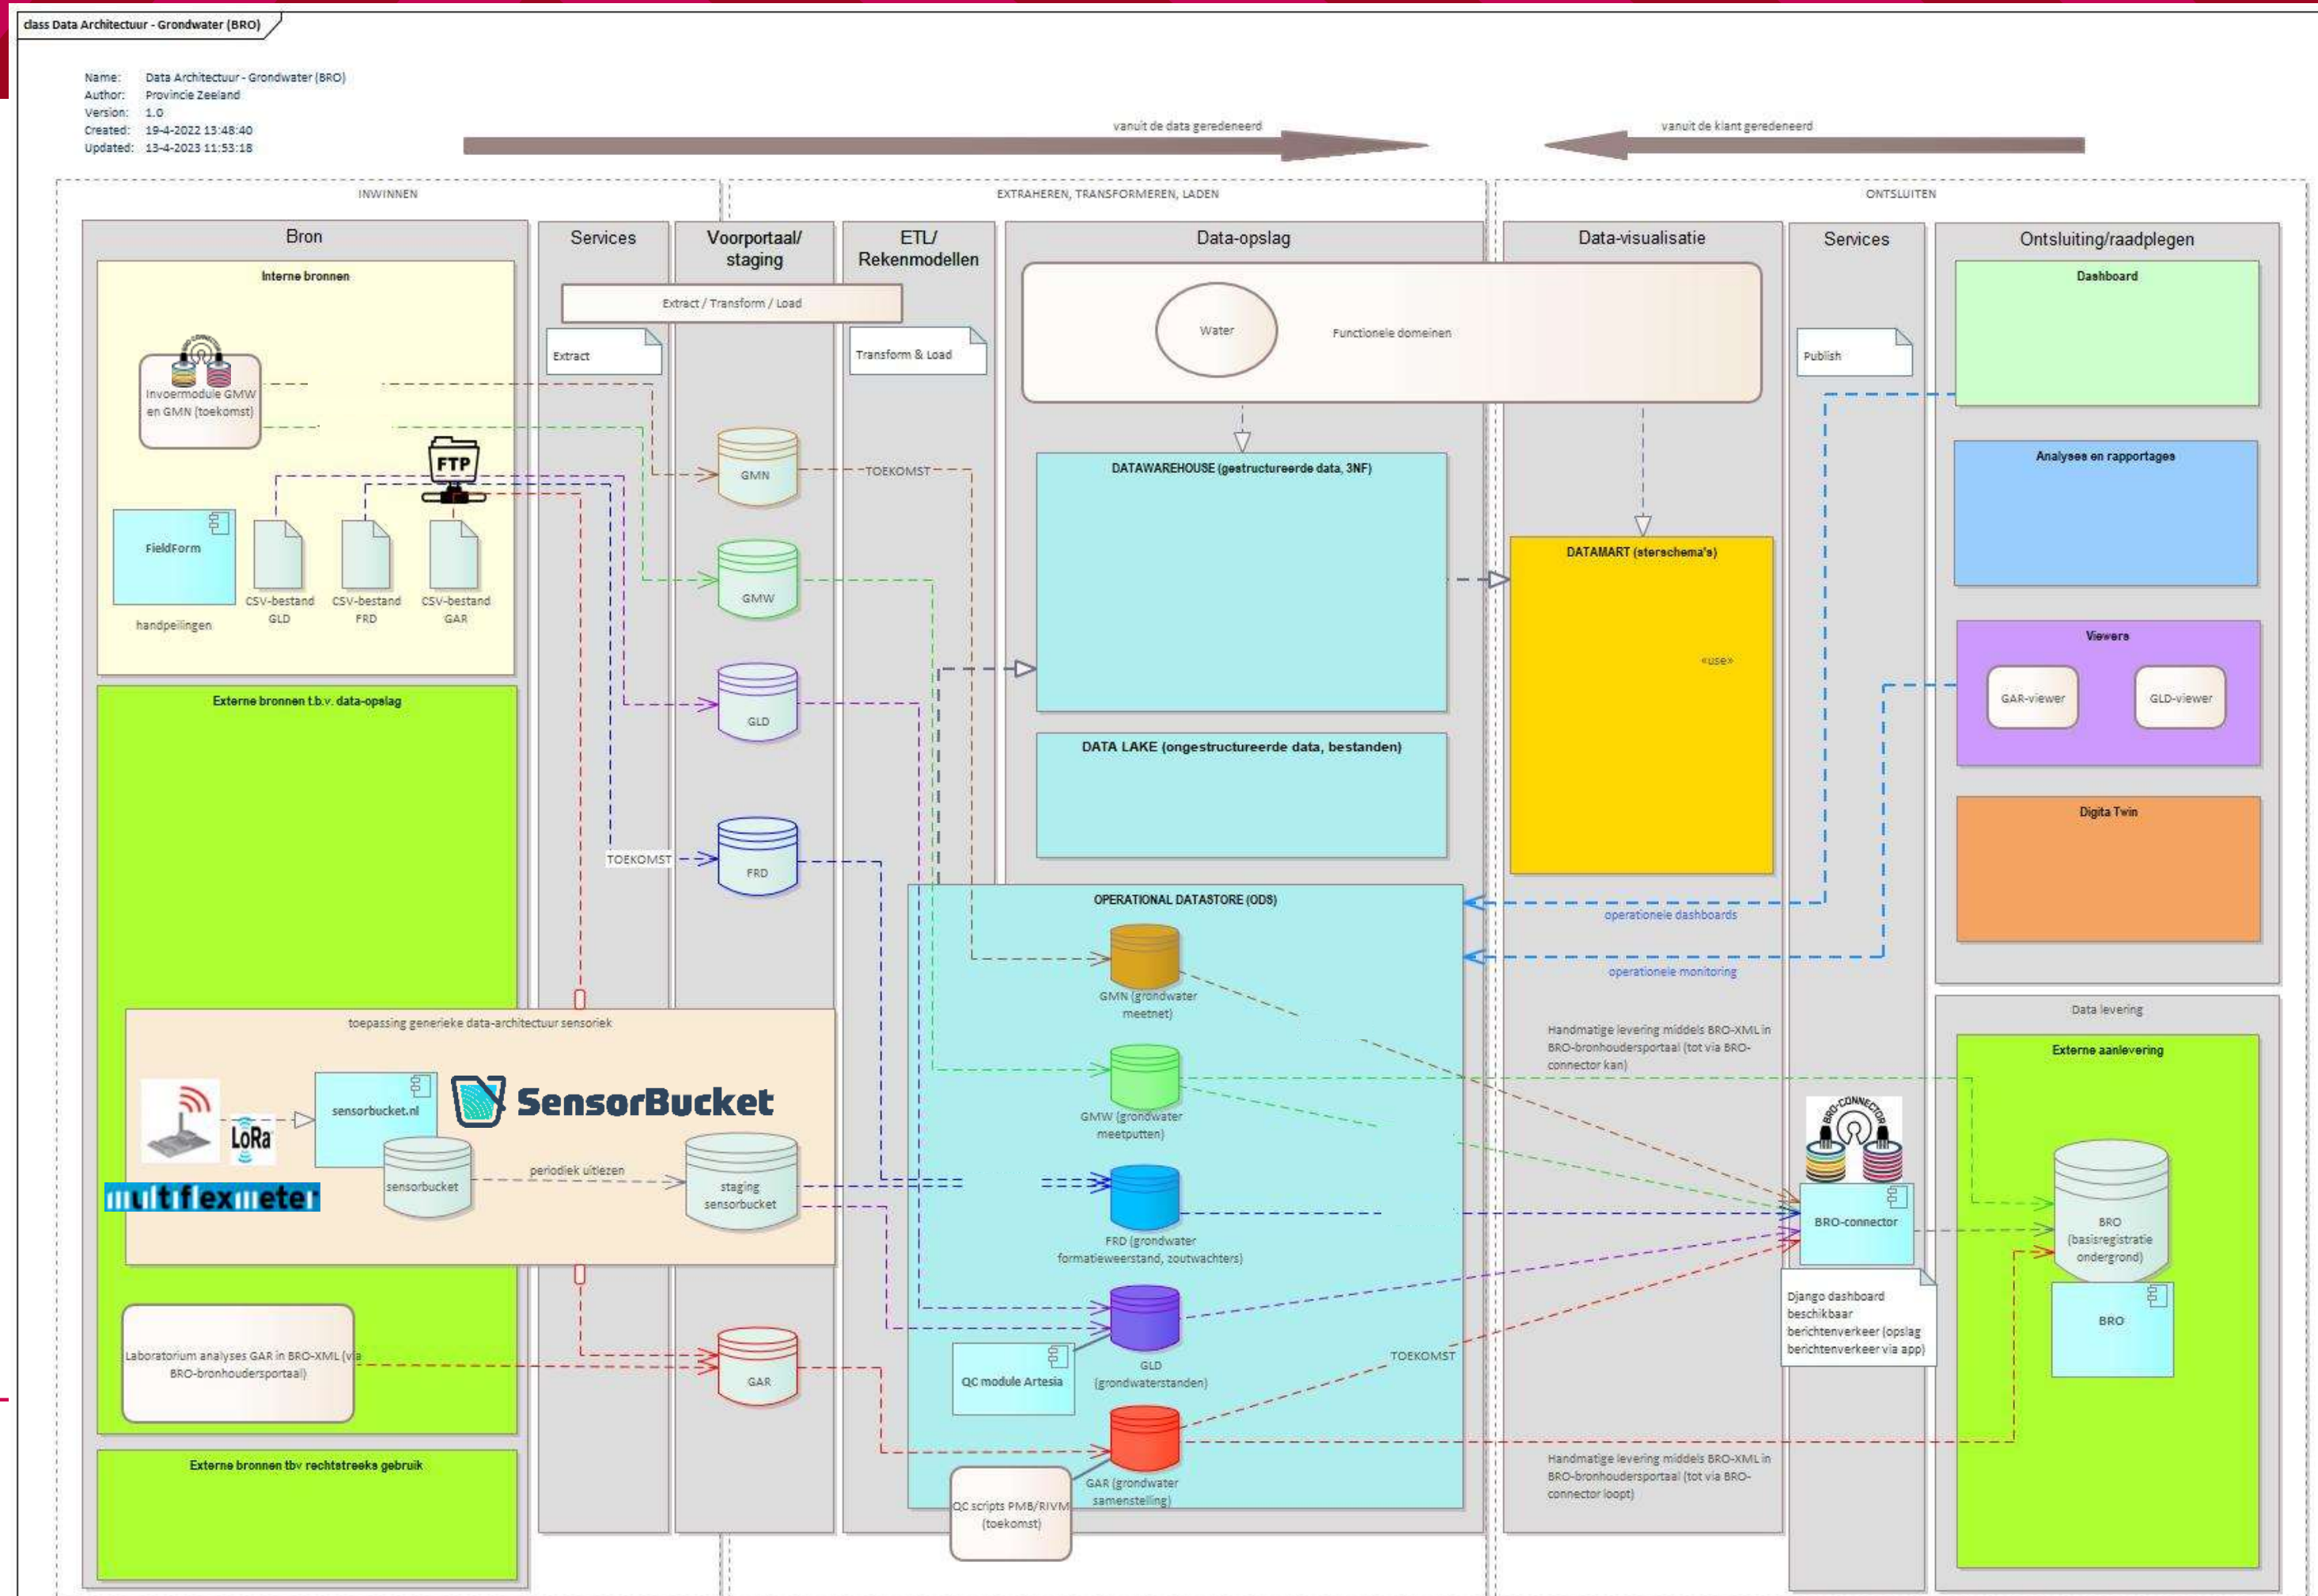 class Data Architectuur - Grondwater (BRO)
Name: Data Architectuur - Grondwater (BRO)
Author: Provincie Zeeland
Version: 1.0
Created: 19-4-2022 13:48:40
Updated: 13-4-2023 11:53:18
vanuit de data geredeneerd
vanuit de klant geredeneerd
INWINNEN
EXTRAHEREN, TRANSFORMEREN, LADEN
ONTSLUITEN
Bron
Services
Voorportaal/
staging
ETL/
Rekenmodellen
Data-opslag
Data-visualisatie
Services
Ontsluiting/raadplegen
Interne bronnen
BRO-CONNECTOR
Invoermodule GMW
en GMN (toekomst)
FTP
FieldForm
handpeilingen
CSV-bestand
GLD
CSV-bestand
FRD
CSV-bestand
GAR
Extract / Transform / Load
Extract
Transform & Load
Water
Functionele domeinen
Publish
Dashboard
Analyses en rapportages
Viewers
GAR-viewer
GLD-viewer
Digita Twin
GMN
TOEKOMST
GMW
GLD
TOEKOMST
FRD
DATAWAREHOUSE (gestructureerde data, 3NF)
DATA LAKE (ongestructureerde data, bestanden)
DATAMART (sterschema's)
«use»
Externe bronnen t.b.v. data-opslag
toepassing generieke data-architectuur sensoriek
LoRa
multiflexmeter
sensorbucket.nl
SensorBucket
sensorbucket
periodiek uitlezen
staging
sensorbucket
Laboratorium analyses GAR in BRO-XML (via
BRO-bronhoudersportaal)
GAR
Externe bronnen tbv rechtstreeks gebruik
OPERATIONAL DATASTORE (ODS)
GMN (grondwater
meetnet)
GMW (grondwater
meetputten)
FRD (grondwater
formatieweerstand, zoutwachters)
GLD
(grondwaterstanden)
QC module Artesia
GAR (grondwater
samenstelling)
QC scripts PMB/RIVM
(toekomst)
operationele dashboards
operationele monitoring
Handmatige levering middels BRO-XML in
BRO-bronhoudersportaal (tot via BRO-
connector kan)
TOEKOMST
Handmatige levering middels BRO-XML in
BRO-bronhoudersportaal (tot via BRO-
connector loopt)
BRO-CONNECTOR
BRO-connector
Django dashboard
beschikbaar
berichtenverkeer (opslag
berichtenverkeer via app)
Data levering
Externe aanlevering
BRO
(basisregistratie
ondergrond)
BRO